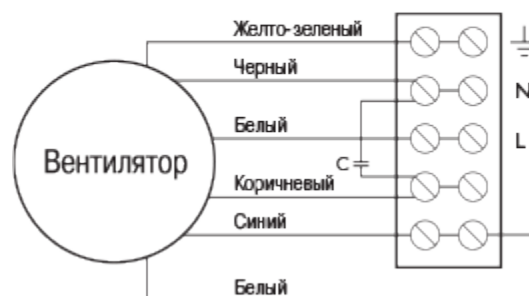 Желто-зеленый
Черный
N
Белый
L
Вентилятор
C
Коричневый
Синий
Белый